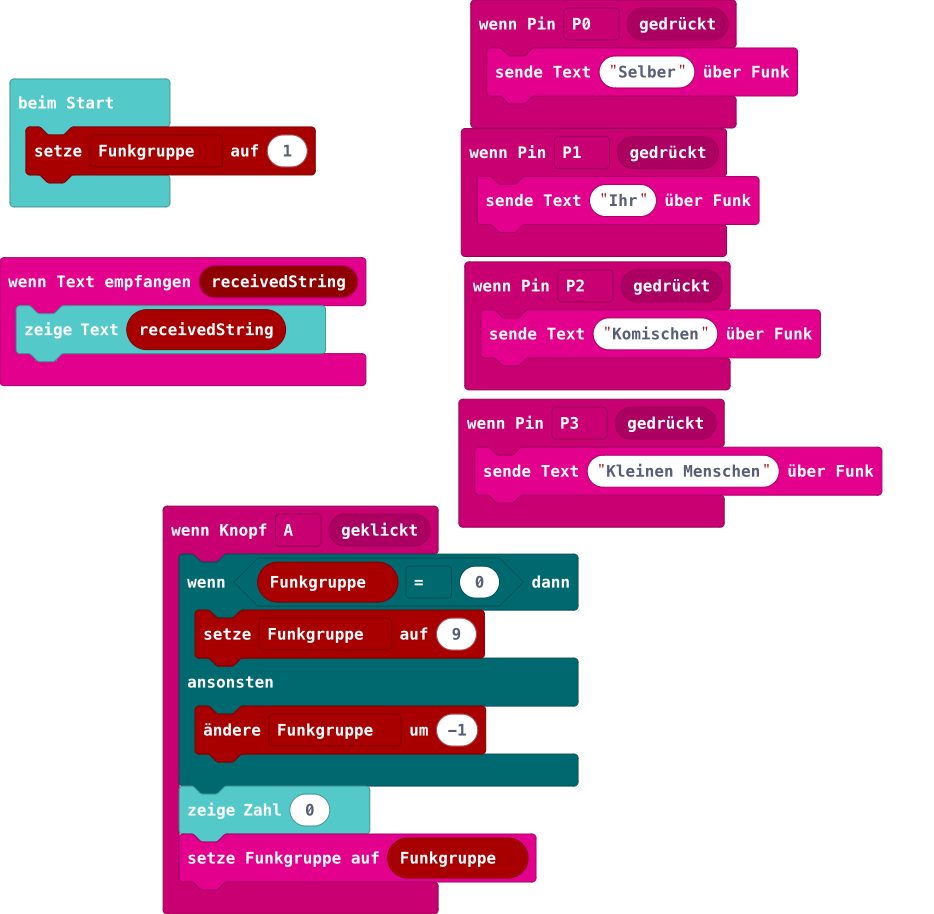 beim Start
setze Funkgruppe auf 1
wenn Text empfangen receivedString
zeige Text receivedString
wenn Pin P0 gedrückt
sende Text "Selber" über Funk
wenn Pin P1 gedrückt
sende Text "Ihr" über Funk
wenn Pin P2 gedrückt
sende Text "Komischen" über Funk
wenn Pin P3 gedrückt
sende Text "Kleinen Menschen" über Funk
wenn Knopf A geklickt
wenn Funkgruppe = 0 dann
setze Funkgruppe auf 9
ansonsten
ändere Funkgruppe um −1
zeige Zahl 0
setze Funkgruppe auf Funkgruppe